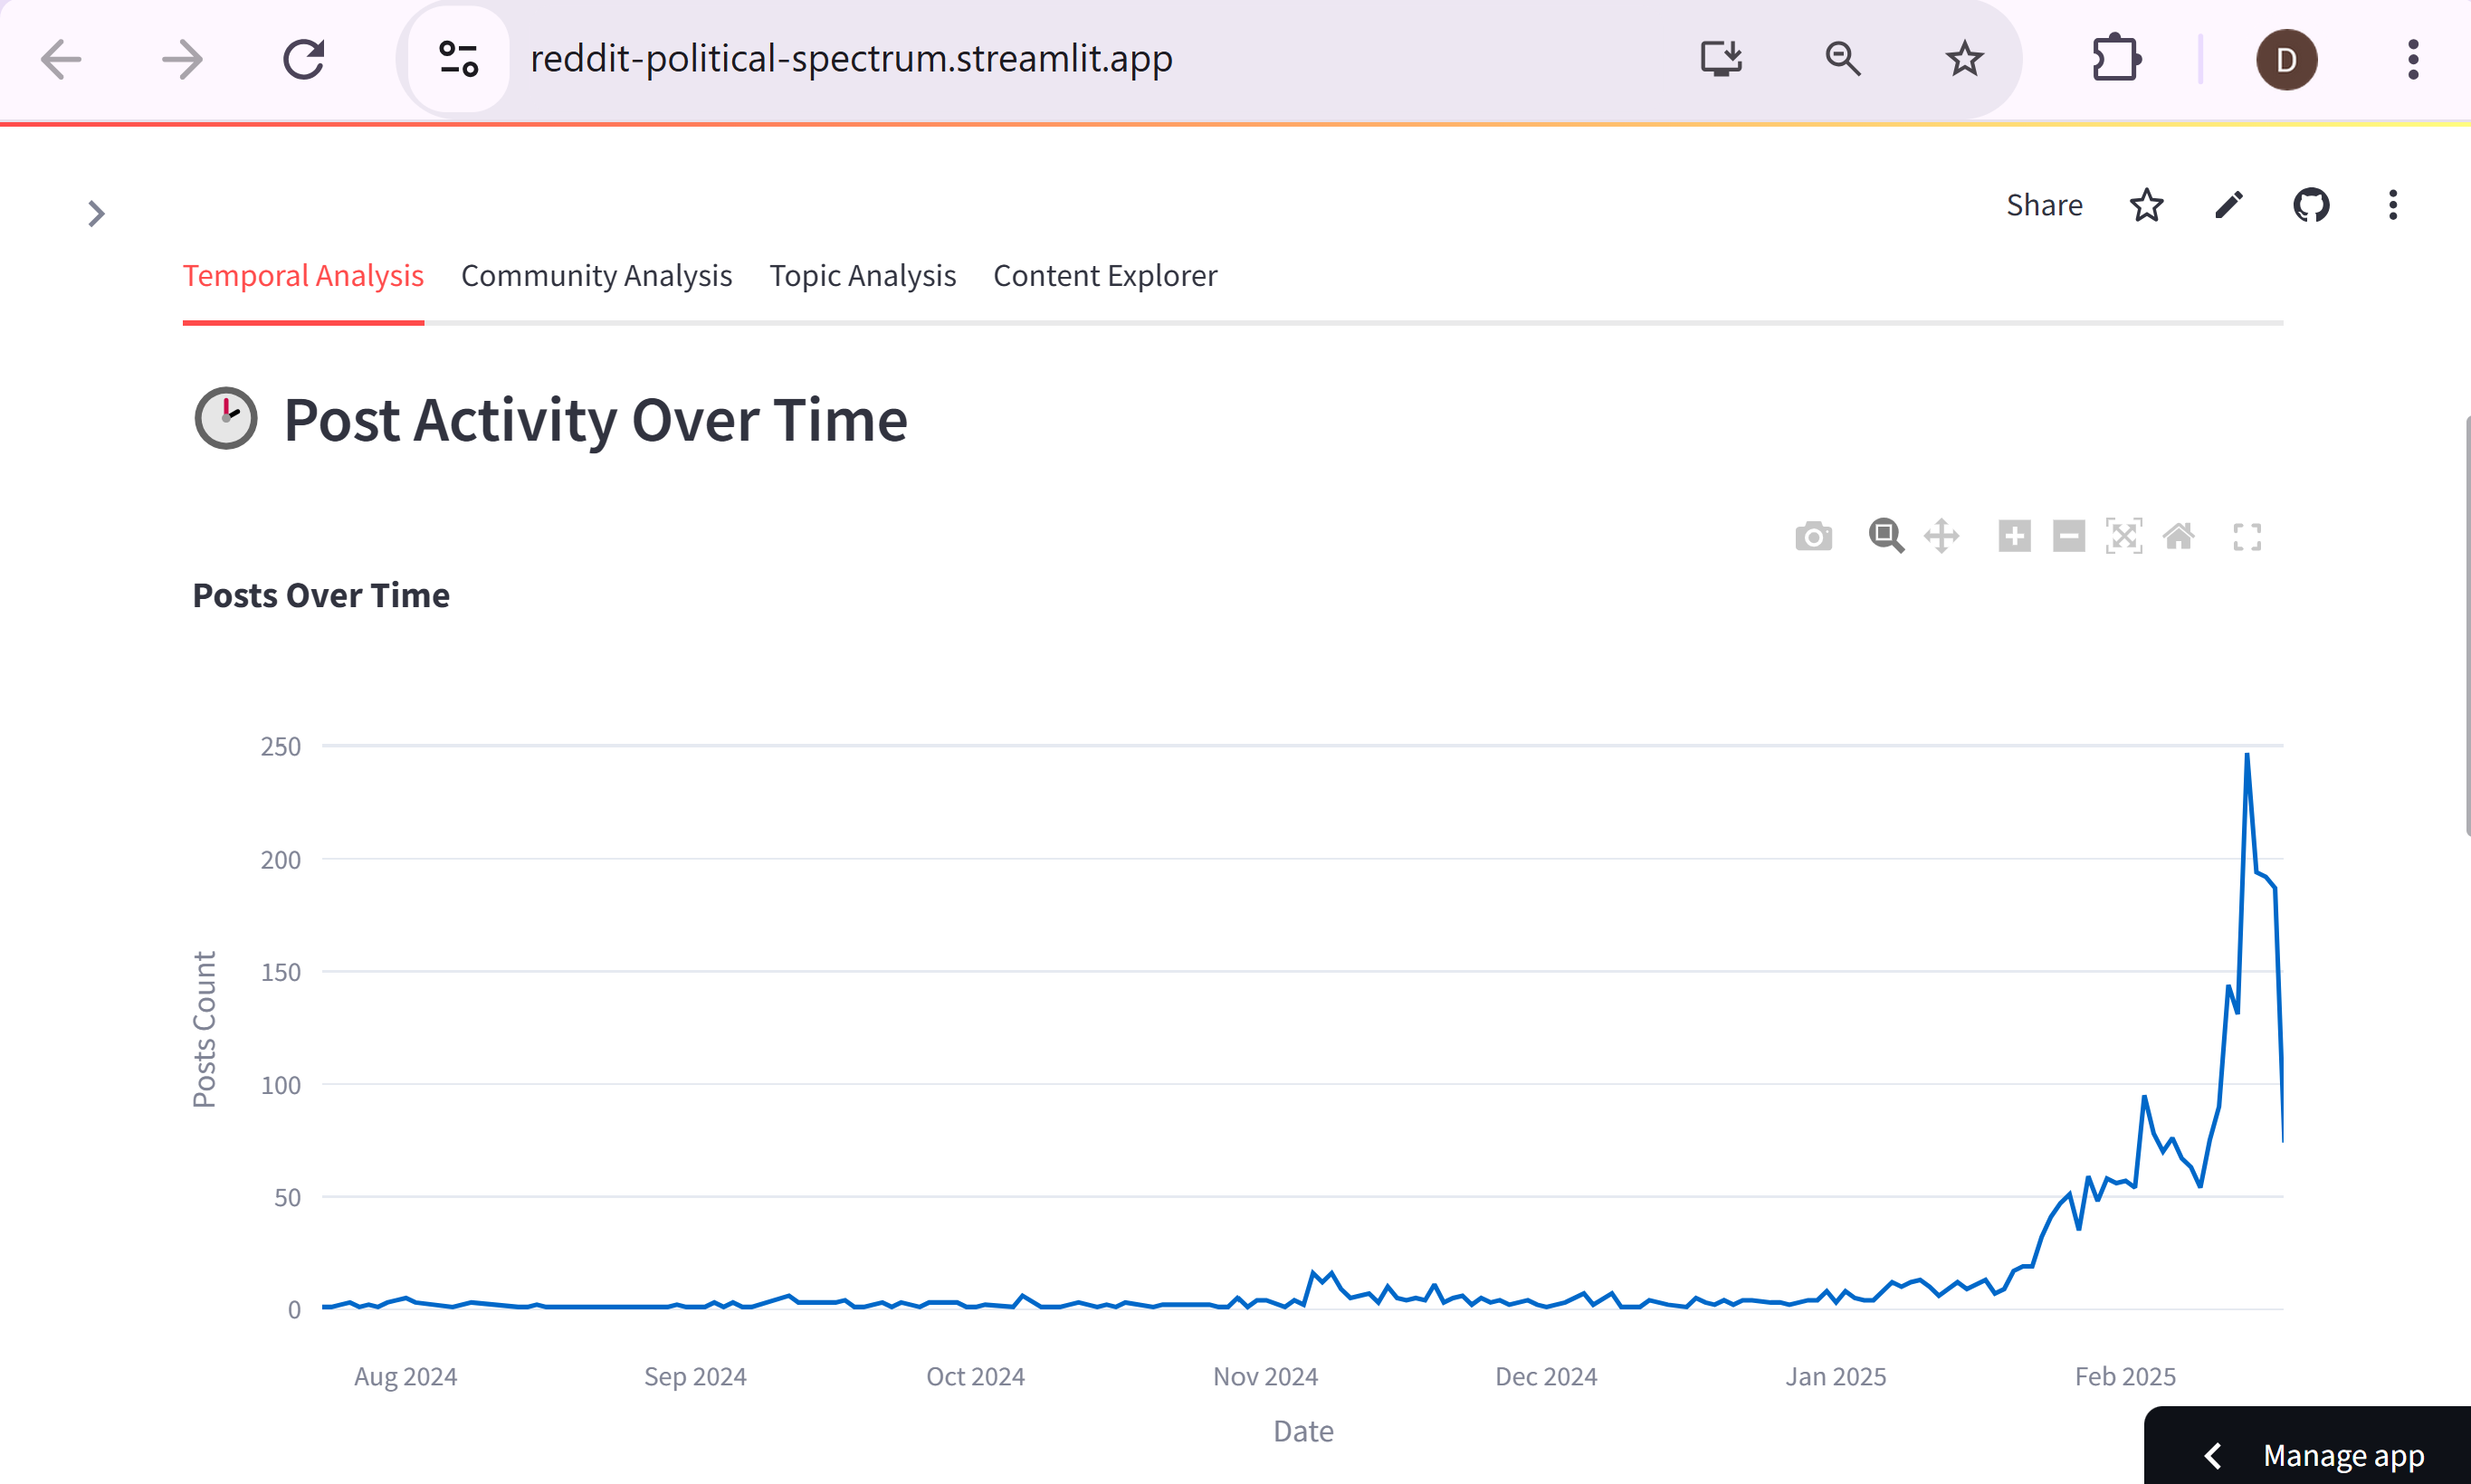 reddit-political-spectrum.streamlit.app
D
Share
Temporal Analysis Community Analysis Topic Analysis Content Explorer
Post Activity Over Time
Posts Over Time
250
200
150
100
50
0
Posts Count
Aug 2024 Sep 2024 Oct 2024 Nov 2024 Dec 2024 Jan 2025 Feb 2025
Date
Manage app